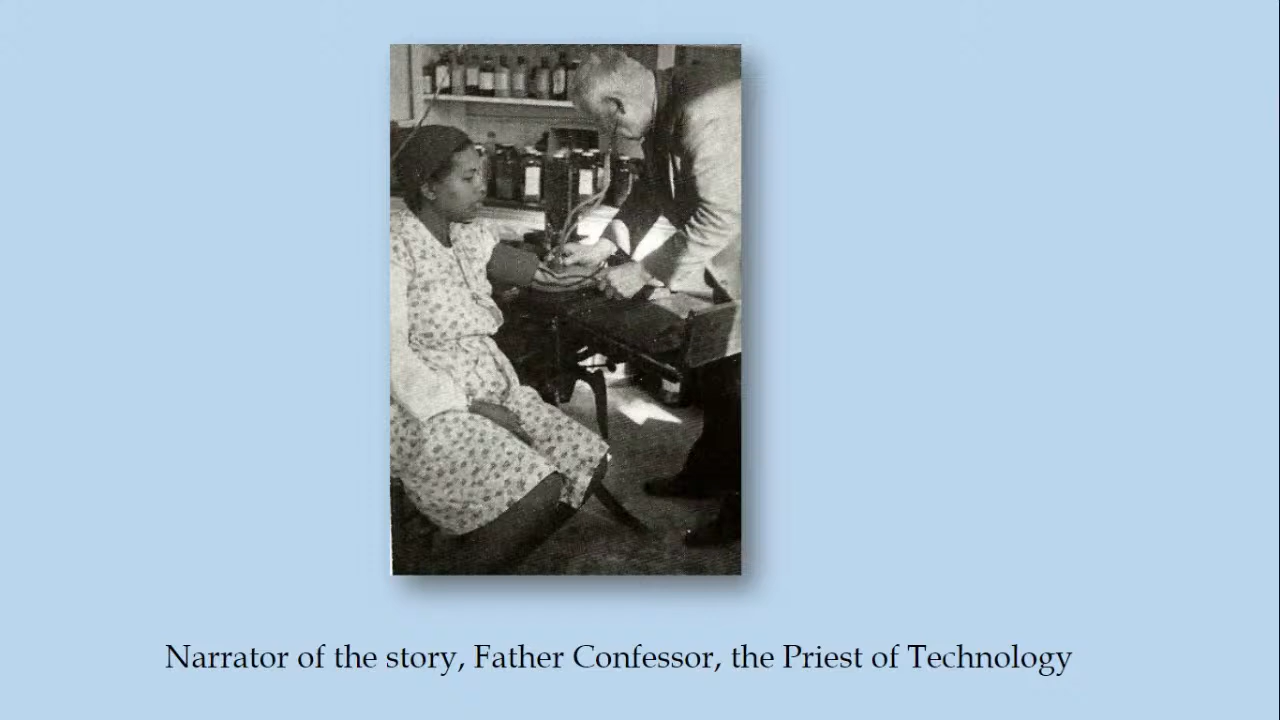 Narrator of the story, Father Confessor, the Priest of Technology